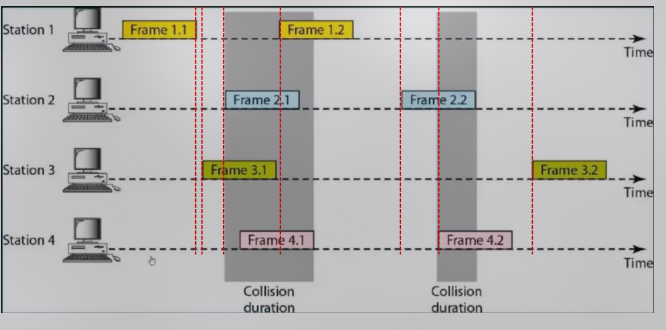 Station 1
Frame 1.1
Frame 1.2
Time
Station 2
Frame 2.1
Frame 2.2
Time
Station 3
Frame 3.1
Frame 3.2
Time
Station 4
Frame 4.1
Frame 4.2
Time
Collision
duration
Collision
duration